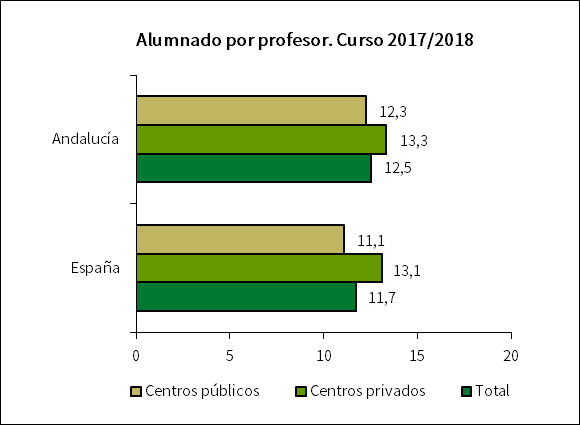 Alumnado por profesor. Curso 2017/2018
Andalucía
12,3
13,3
12,5
España
11,1
13,1
11,7
0 5 10 15 20
Centros públicos Centros privados Total